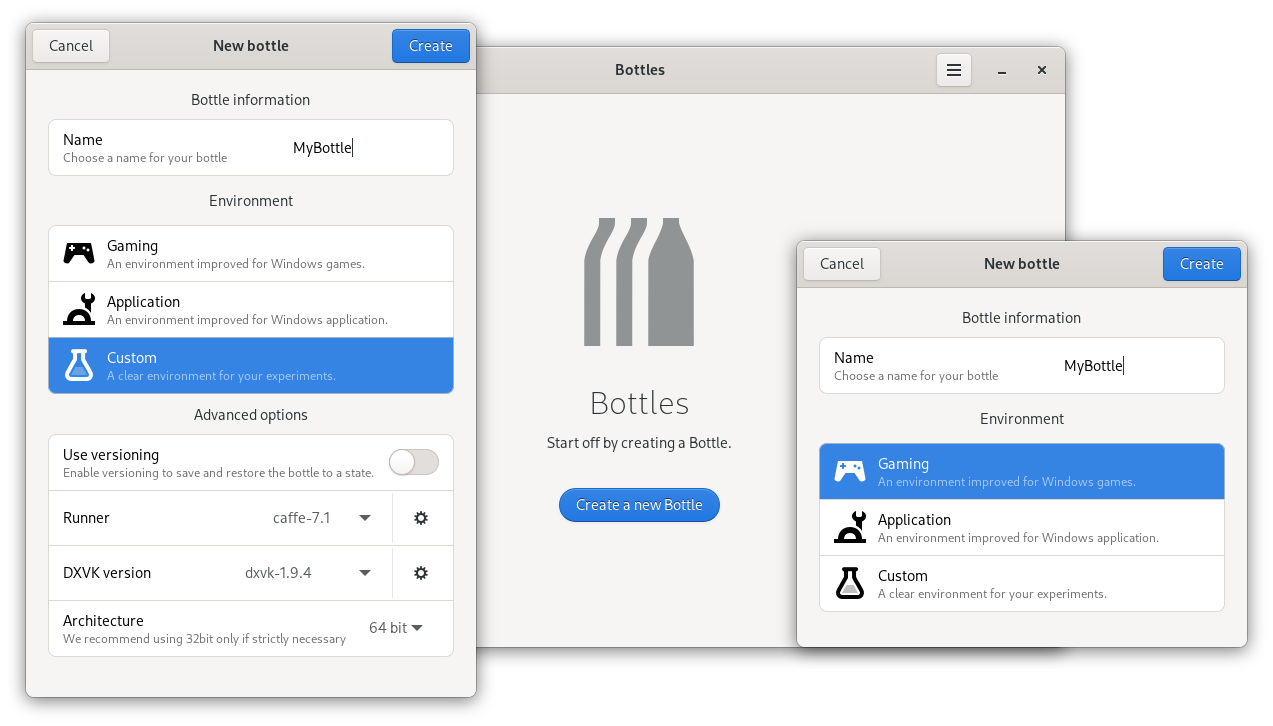 Cancel
New bottle
Create
Bottle information
Name
Choose a name for your bottle
MyBottle
Environment
Gaming
An environment improved for Windows games.
Application
An environment improved for Windows application.
Custom
A clear environment for your experiments.
Advanced options
Use versioning
Enable versioning to save and restore the bottle to a state.
Runner
caffe-7.1
DXVK version
dxvk-1.9.4
Architecture
We recommend using 32bit only if strictly necessary
64 bit
Bottles
Bottles
Start off by creating a Bottle.
Create a new Bottle
Cancel
New bottle
Create
Bottle information
Name
Choose a name for your bottle
MyBottle
Environment
Gaming
An environment improved for Windows games.
Application
An environment improved for Windows application.
Custom
A clear environment for your experiments.